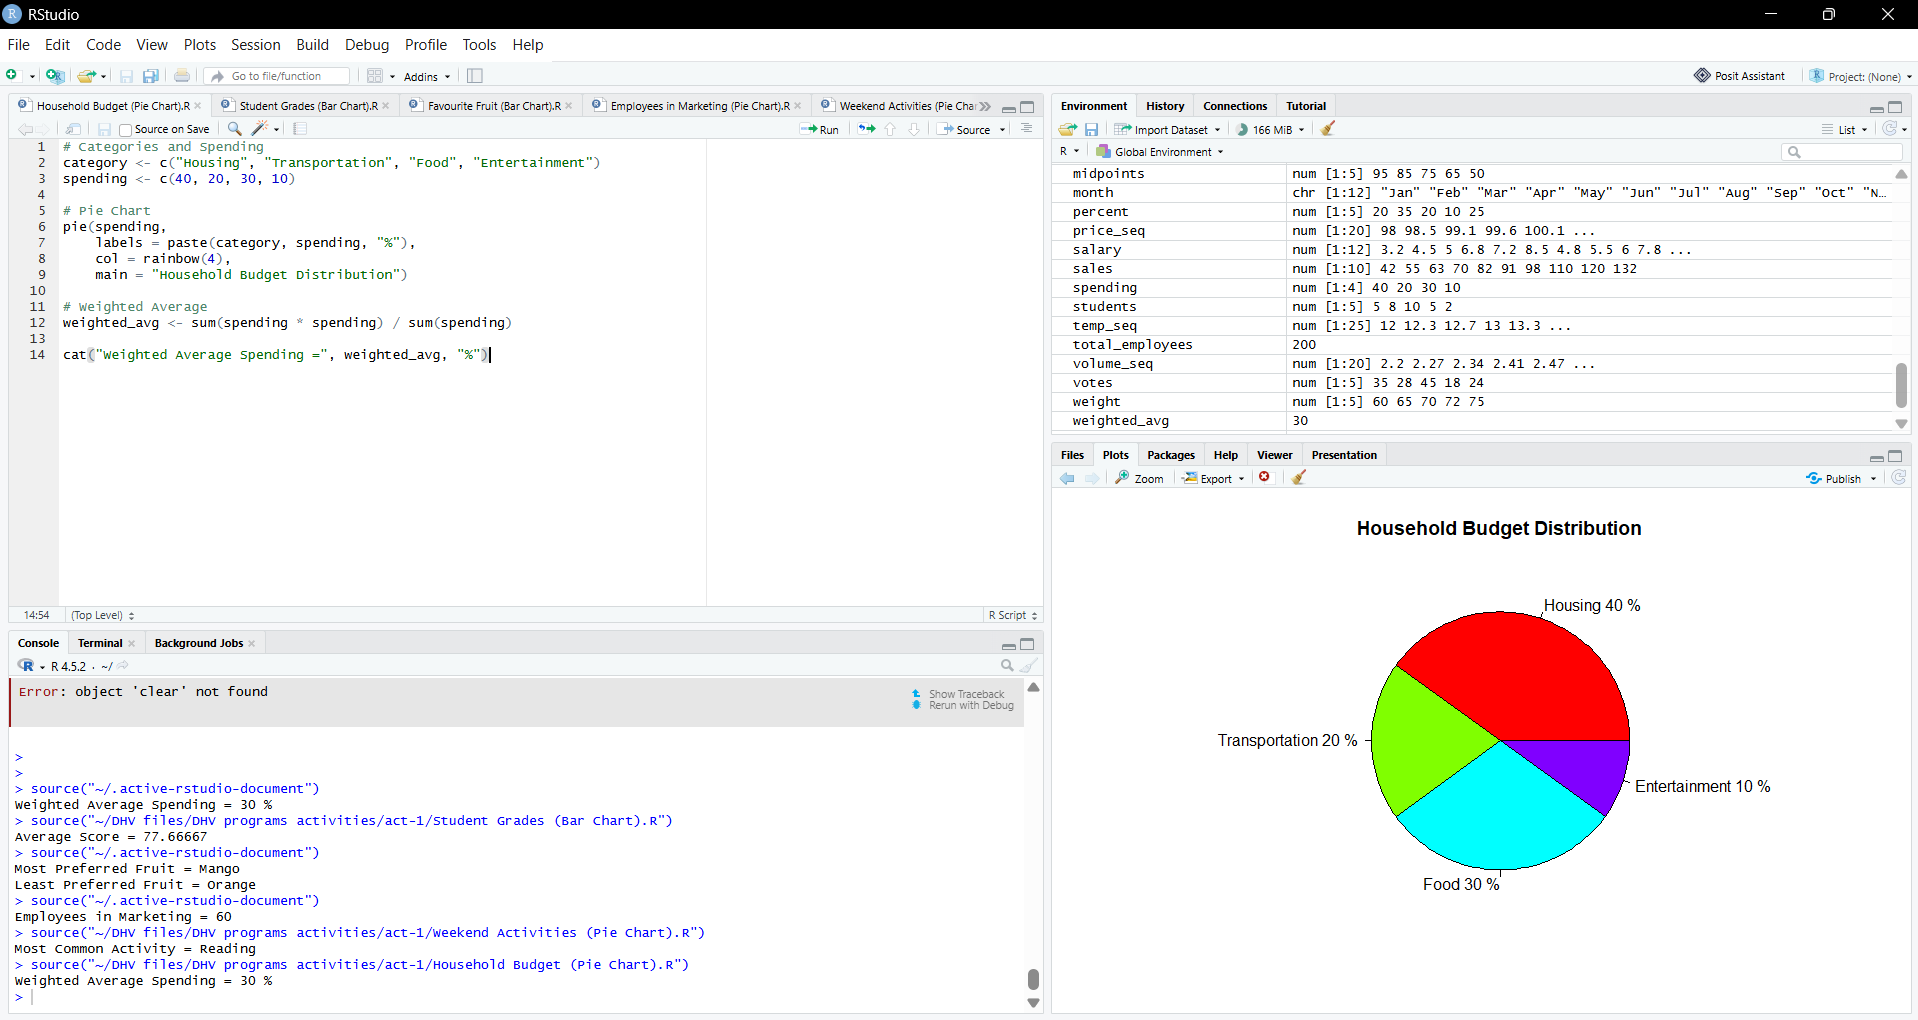 RStudio
File Edit Code View Plots Session Build Debug Profile Tools Help
Go to file/function Addins Posit Assistant Project: (None)
Household Budget (Pie Chart).R Student Grades (Bar Chart).R Favourite Fruit (Bar Chart).R Employees in Marketing (Pie Chart).R Weekend Activities (Pie Char
Source on Save Run Source
1 # Categories and Spending
2 category <- c("Housing", "Transportation", "Food", "Entertainment")
3 spending <- c(40, 20, 30, 10)
4
5 # Pie Chart
6 pie(spending,
7 labels = paste(category, spending, "%"),
8 col = rainbow(4),
9 main = "Household Budget Distribution")
10
11 # Weighted Average
12 weighted_avg <- sum(spending * spending) / sum(spending)
13
14 cat("Weighted Average Spending =", weighted_avg, "%")
14:54 (Top Level) R Script
Console Terminal Background Jobs
R 4.5.2 · ~/
Error: object 'clear' not found
Show Traceback
Rerun with Debug
>
>
> source("~/.active-rstudio-document")
Weighted Average Spending = 30 %
> source("~/DHV files/DHV programs activities/act-1/Student Grades (Bar Chart).R")
Average Score = 77.66667
> source("~/.active-rstudio-document")
Most Preferred Fruit = Mango
Least Preferred Fruit = Orange
> source("~/.active-rstudio-document")
Employees in Marketing = 60
> source("~/DHV files/DHV programs activities/act-1/Weekend Activities (Pie Chart).R")
Most Common Activity = Reading
> source("~/DHV files/DHV programs activities/act-1/Household Budget (Pie Chart).R")
Weighted Average Spending = 30 %
>
Environment History Connections Tutorial
Import Dataset 166 MiB List
R Global Environment
midpoints num [1:5] 95 85 75 65 50
month chr [1:12] "Jan" "Feb" "Mar" "Apr" "May" "Jun" "Jul" "Aug" "Sep" "Oct" "N…
percent num [1:5] 20 35 20 10 25
price_seq num [1:20] 98 98.5 99.1 99.6 100.1 ...
salary num [1:12] 3.2 4.5 5 6.8 7.2 8.5 4.8 5.5 6 7.8 ...
sales num [1:10] 42 55 63 70 82 91 98 110 120 132
spending num [1:4] 40 20 30 10
students num [1:5] 5 8 10 5 2
temp_seq num [1:25] 12 12.3 12.7 13 13.3 ...
total_employees 200
volume_seq num [1:20] 2.2 2.27 2.34 2.41 2.47 ...
votes num [1:5] 35 28 45 18 24
weight num [1:5] 60 65 70 72 75
weighted_avg 30
Files Plots Packages Help Viewer Presentation
Zoom Export Publish
Household Budget Distribution
Housing 40 %
Transportation 20 %
Entertainment 10 %
Food 30 %